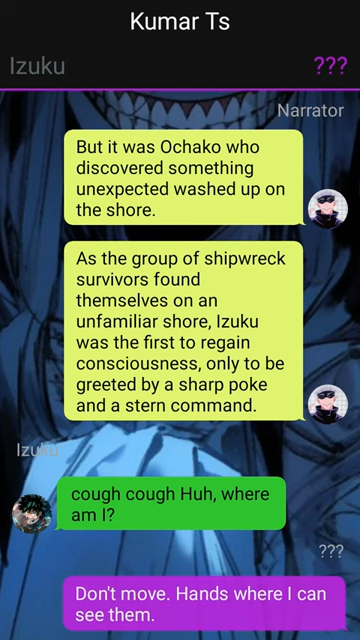 Kumar Ts
Izuku
???
Narrator
But it was Ochako who
discovered something
unexpected washed up on
the shore.
As the group of shipwreck
survivors found
themselves on an
unfamiliar shore, Izuku
was the first to regain
consciousness, only to be
greeted by a sharp poke
and a stern command.
Izuku
cough cough Huh, where
am I?
???
Don't move. Hands where I can
see them.